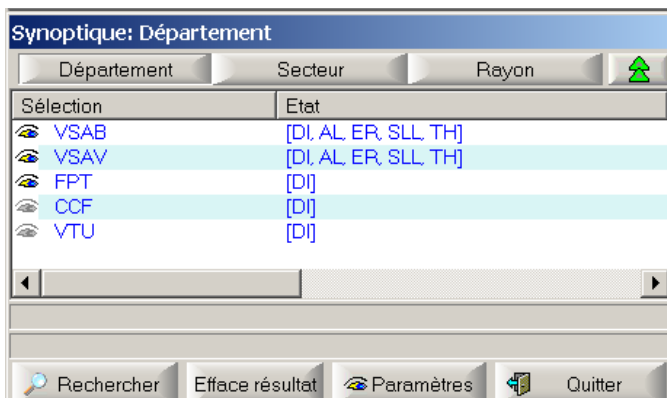 Synoptique: Département
Département Secteur Rayon
Sélection Etat
VSAB [DI, AL, ER, SLL, TH]
VSAV [DI, AL, ER, SLL, TH]
FPT [DI]
CCF [DI]
VTU [DI]
Rechercher Efface résultat Paramètres Quitter